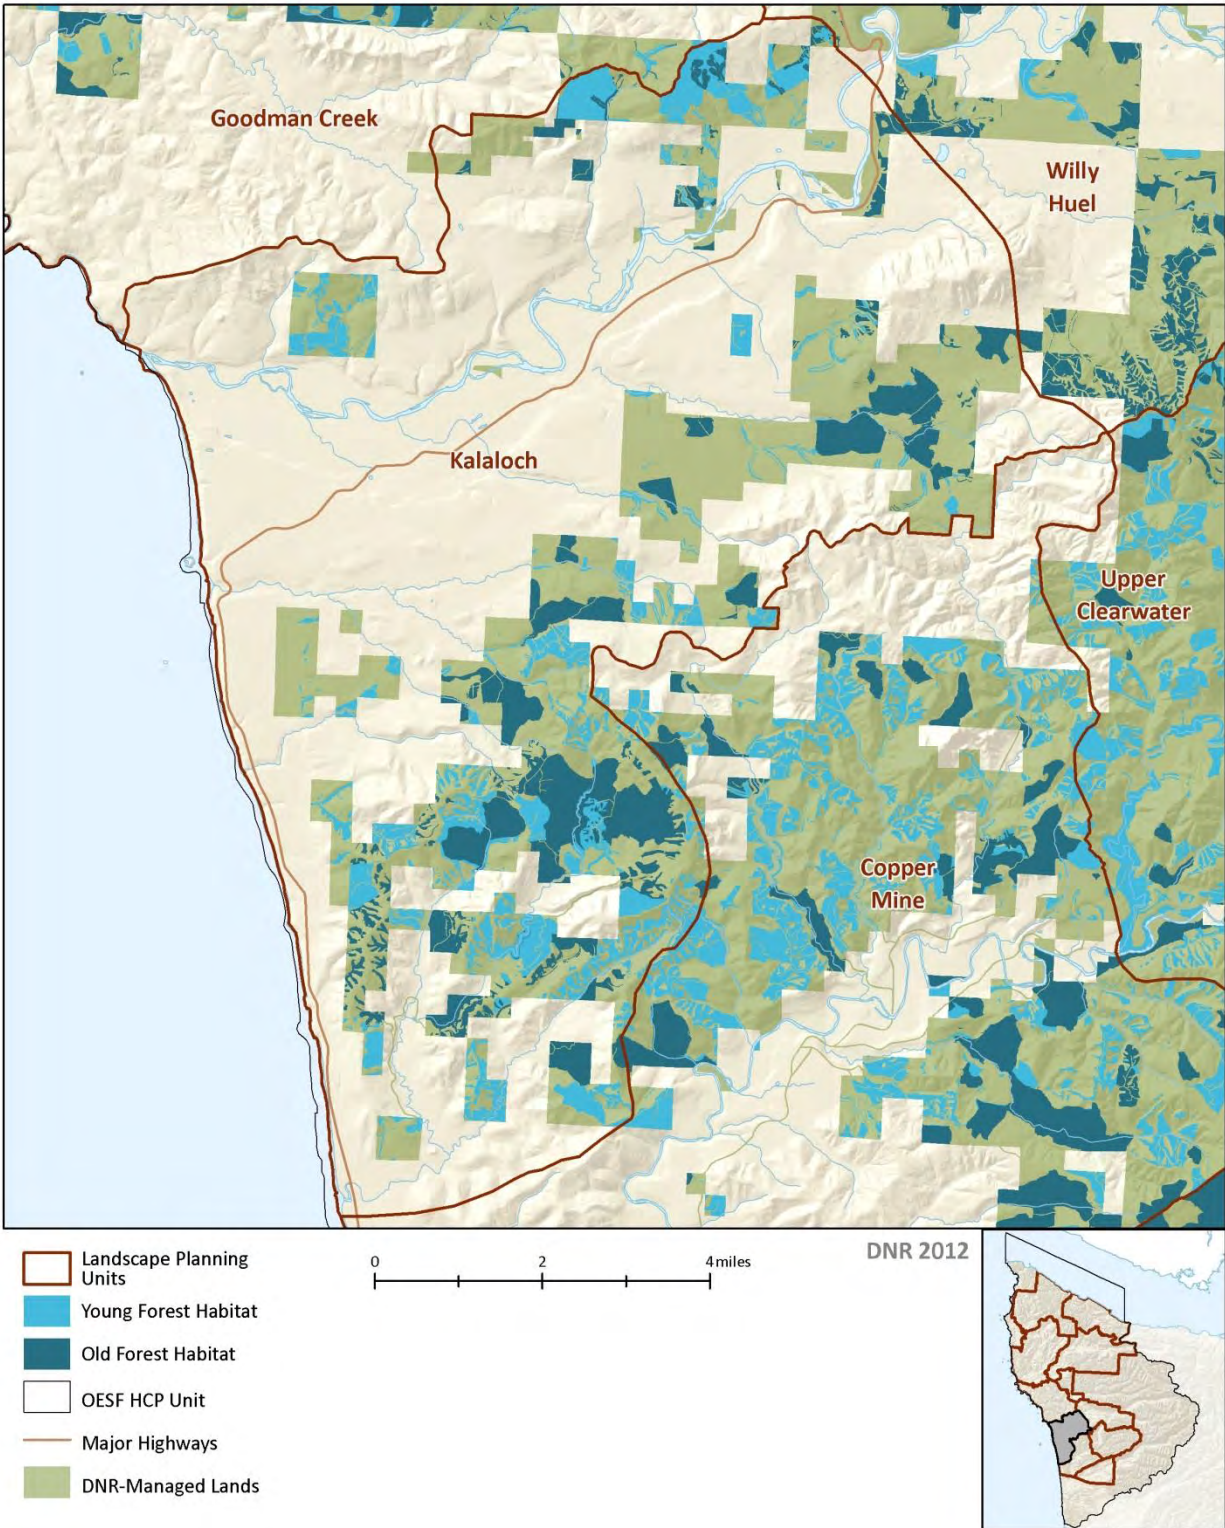 Goodman Creek
Willy
Huel
Kalaloch
Upper
Clearwater
Copper
Mine
Landscape Planning
Units
Young Forest Habitat
Old Forest Habitat
OESF HCP Unit
Major Highways
DNR-Managed Lands
0 2 4 miles
DNR 2012